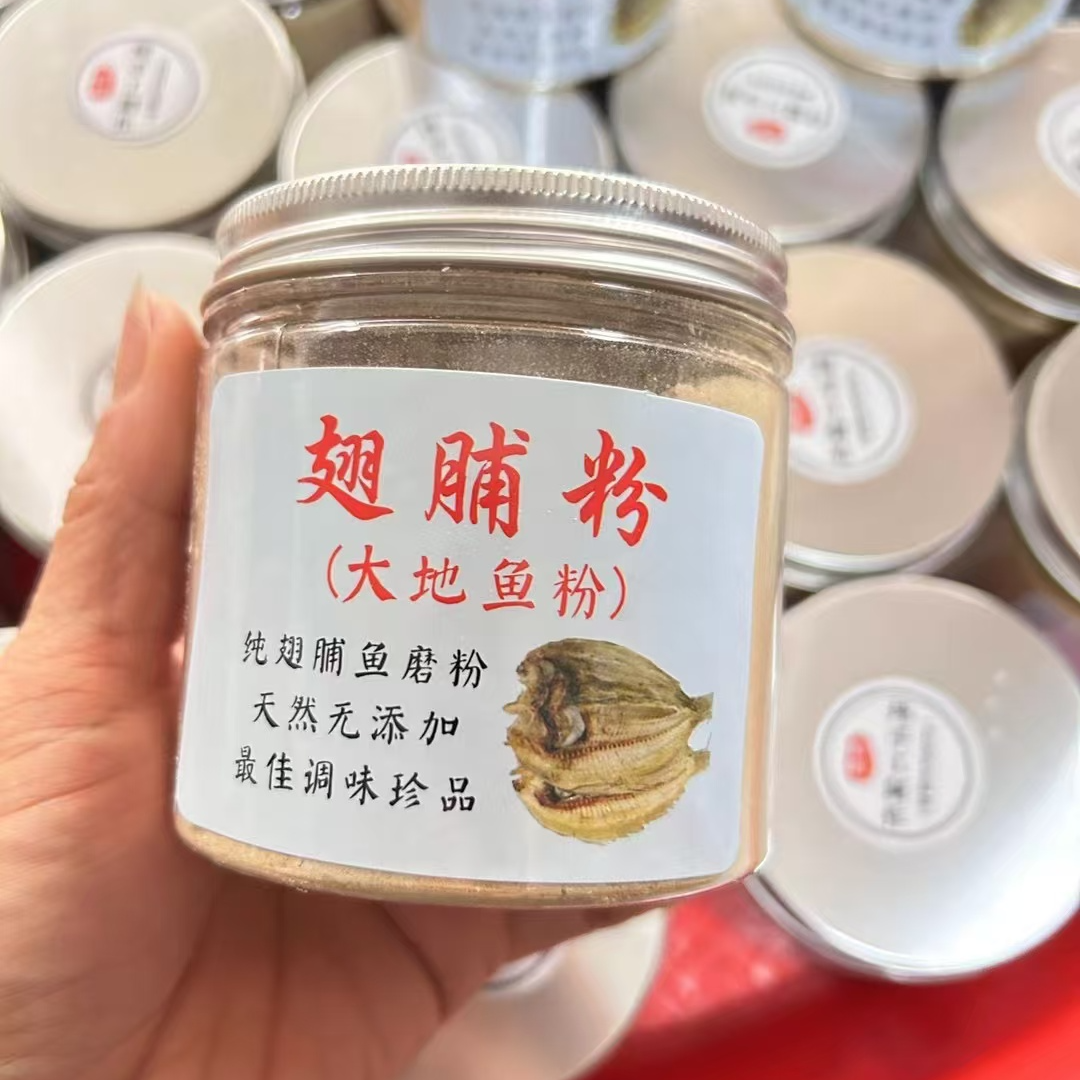 翅脯粉
(大地鱼粉)
纯翅脯鱼磨粉
天然无添加
最佳调味珍品